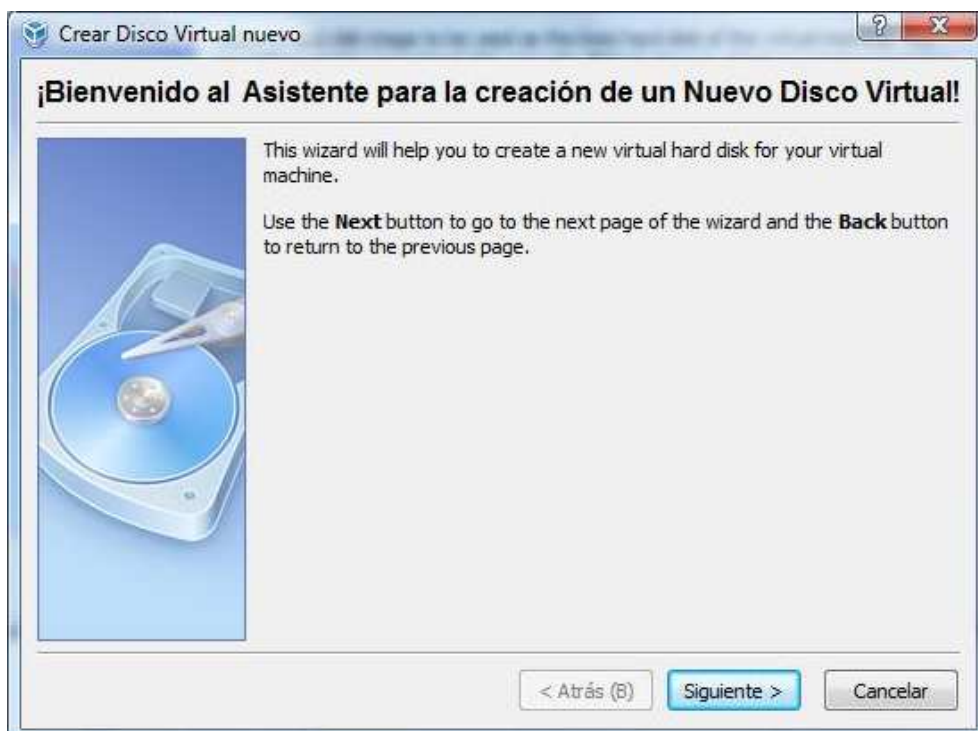 Crear Disco Virtual nuevo
¡Bienvenido al Asistente para la creación de un Nuevo Disco Virtual!
This wizard will help you to create a new virtual hard disk for your virtual
machine.
Use the Next button to go to the next page of the wizard and the Back button
to return to the previous page.
< Atrás (B) Siguiente > Cancelar